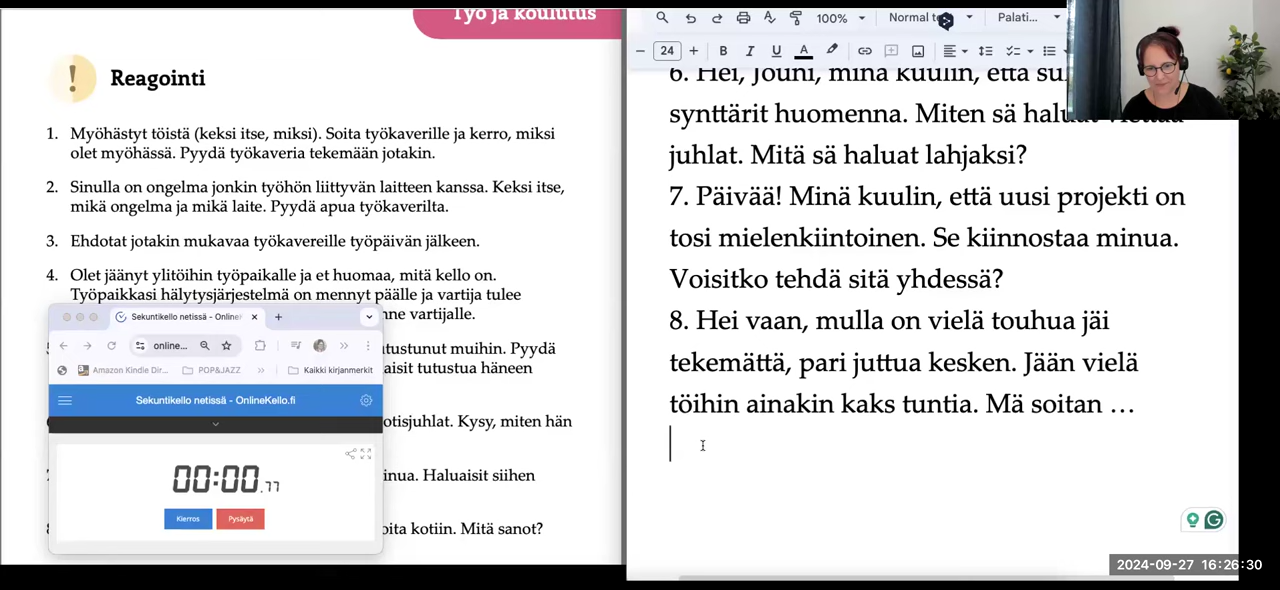 Työ ja koulutus
!
Reagointi
1. Myöhästyt töistä (keksi itse, miksi). Soita työkaverille ja kerro, miksi
olet myöhässä. Pyydä työkaveria tekemään jotakin.
2. Sinulla on ongelma jonkin työhön liittyvän laitteen kanssa. Keksi itse,
mikä ongelma ja mikä laite. Pyydä apua työkaverilta.
3. Ehdotat jotakin mukavaa työkavereille työpäivän jälkeen.
4. Olet jäänyt ylitöihin työpaikalle ja et huomaa, mitä kello on.
Työpaikkasi hälytysjärjestelmä on mennyt päälle ja vartija tulee
nne vartijalle.
tustunut muihin. Pyydä
aisit tutustua häneen
otisjuhlat. Kysy, miten hän
inua. Haluaisit siihen
oita kotiin. Mitä sanot?
Sekuntikello netissä - Onlinel
online...
Amazon Kindle Dir...
POP&JAZZ
Kaikki kirjanmerkit
Sekuntikello netissä - OnlineKello.fi
00:00.77
Kierros
Pysäytä
100%
Normal t
Palati...
24
B I U A
6. Hei, Jouni, minä kuulin, että su
synttärit huomenna. Miten sä haluat viettää
juhlat. Mitä sä haluat lahjaksi?
7. Päivää! Minä kuulin, että uusi projekti on
tosi mielenkiintoinen. Se kiinnostaa minua.
Voisitko tehdä sitä yhdessä?
8. Hei vaan, mulla on vielä touhua jäi
tekemättä, pari juttua kesken. Jään vielä
töihin ainakin kaks tuntia. Mä soitan …
2024-09-27 16:26:30